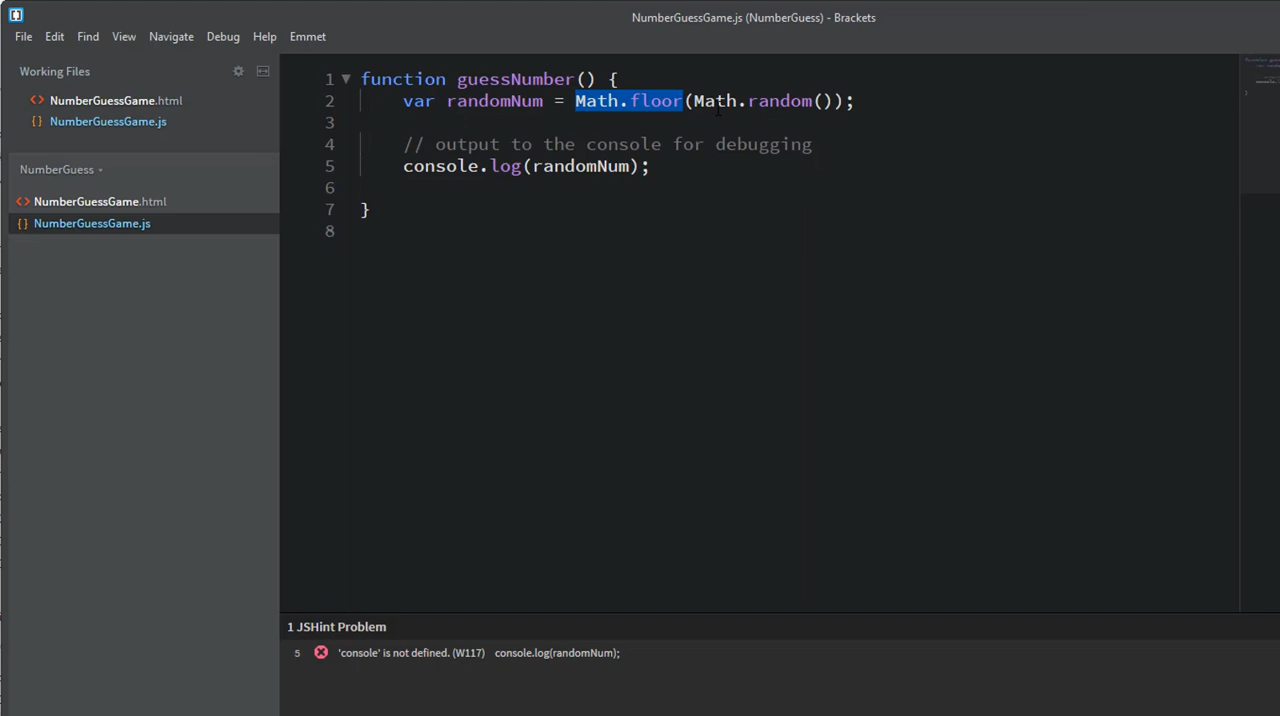 NumberGuessGame.js (NumberGuess) - Brackets
File Edit Find View Navigate Debug Help Emmet
Working Files
NumberGuessGame.html
NumberGuessGame.js
NumberGuess
NumberGuessGame.html
NumberGuessGame.js
1 function guessNumber() {
2     var randomNum = Math.floor(Math.random());
3
4     // output to the console for debugging
5     console.log(randomNum);
6
7 }
8
1 JSHint Problem
5 'console' is not defined. (W117) console.log(randomNum);